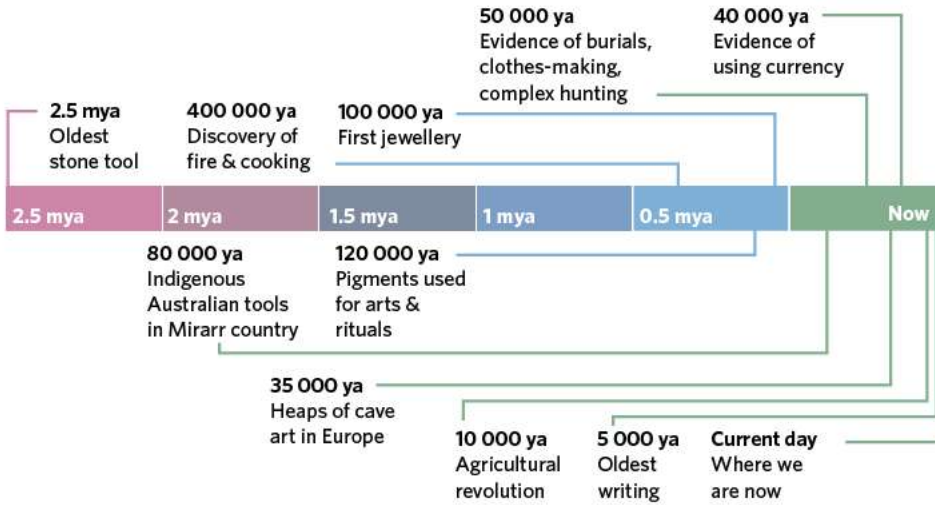 50 000 ya
Evidence of burials,
clothes-making,
complex hunting
40 000 ya
Evidence of
using currency
2.5 mya
Oldest
stone tool
400 000 ya
Discovery of
fire & cooking
100 000 ya
First jewellery
2.5 mya
2 mya
1.5 mya
1 mya
0.5 mya
Now
80 000 ya
Indigenous
Australian tools
in Mirarr country
120 000 ya
Pigments used
for arts &
rituals
35 000 ya
Heaps of cave
art in Europe
10 000 ya
Agricultural
revolution
5 000 ya
Oldest
writing
Current day
Where we
are now